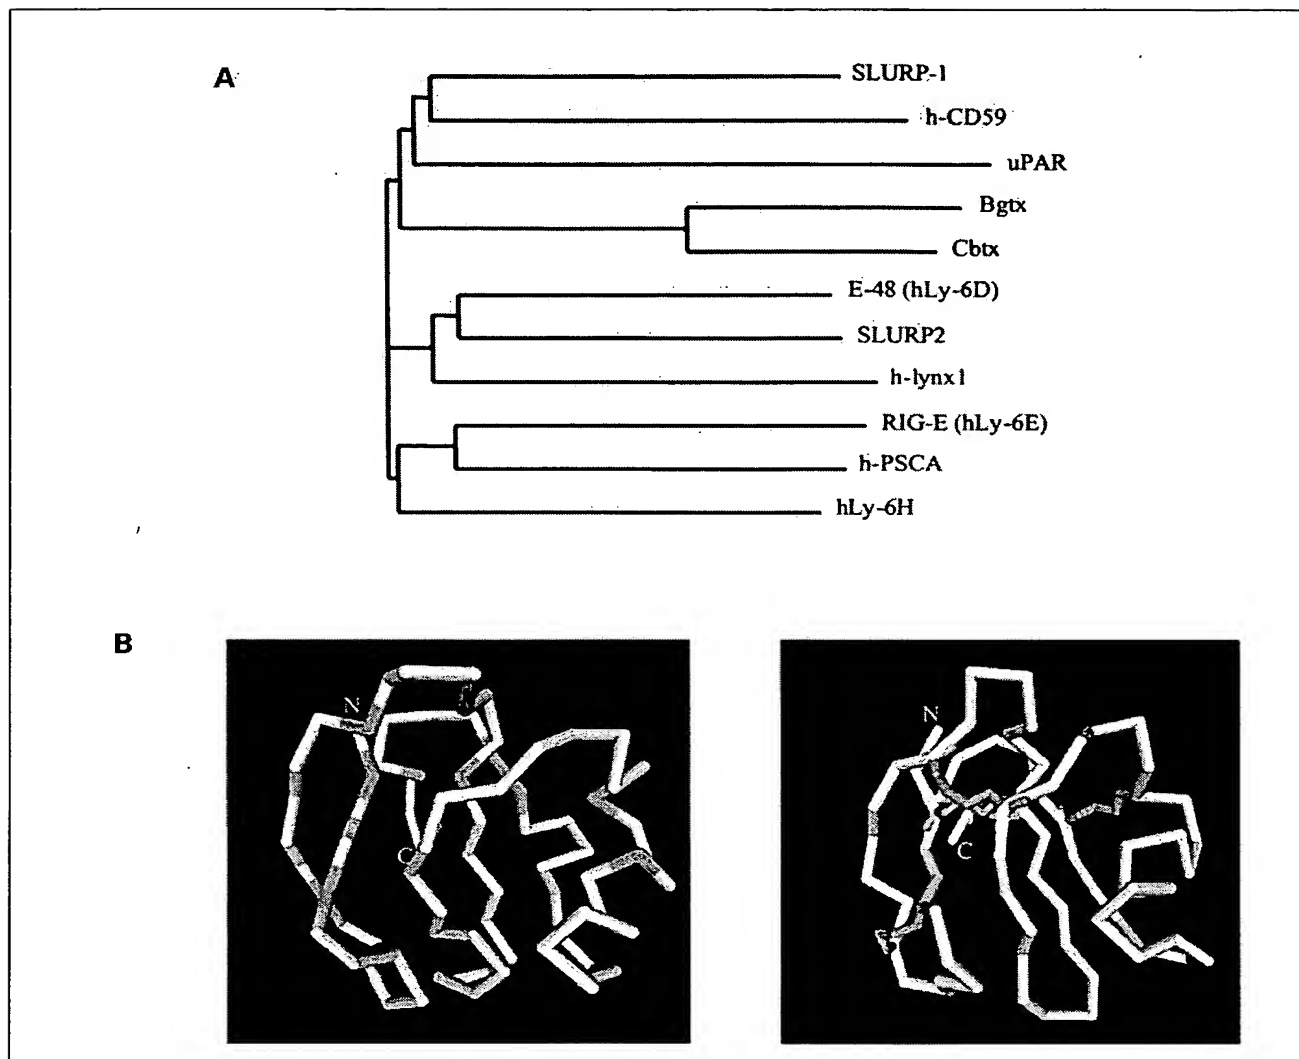 A
SLURP-1
h-CD59
uPAR
Bgtx
Cbtx
E-48 (hLy-6D)
SLURP2
h-lynx1
RIG-E (hLy-6E)
h-PSCA
hLy-6H
B
N
C
N
C